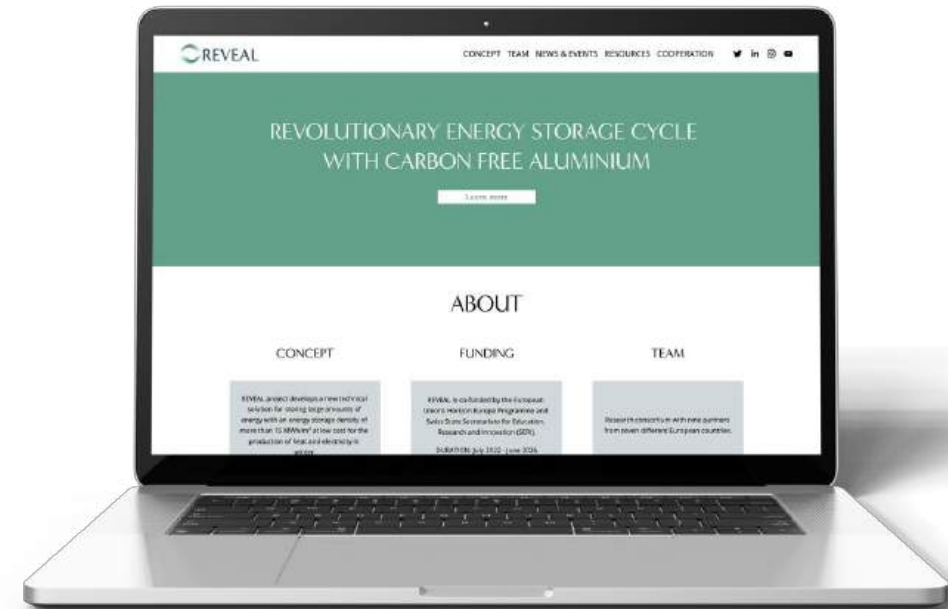 REVEAL
CONCEPT TEAM NEWS & EVENTS RESOURCES COOPERATION
REVOLUTIONARY ENERGY STORAGE CYCLE
WITH CARBON FREE ALUMINIUM
Learn more
ABOUT
CONCEPT
REVEAL project develops a new technical
solution for storing large amounts of
energy with an energy storage density of
more than 15 MWh/m³ at low cost for the
production of heat and electricity in
winter
FUNDING
REVEAL is co-funded by the European
Union's Horizon Europe Programme and
Swiss State Secretariat for Education,
Research and Innovation (SERI).
DURATION: July 2022 - June 2026
TEAM
Research consortium with nine partners
from seven different European countries.